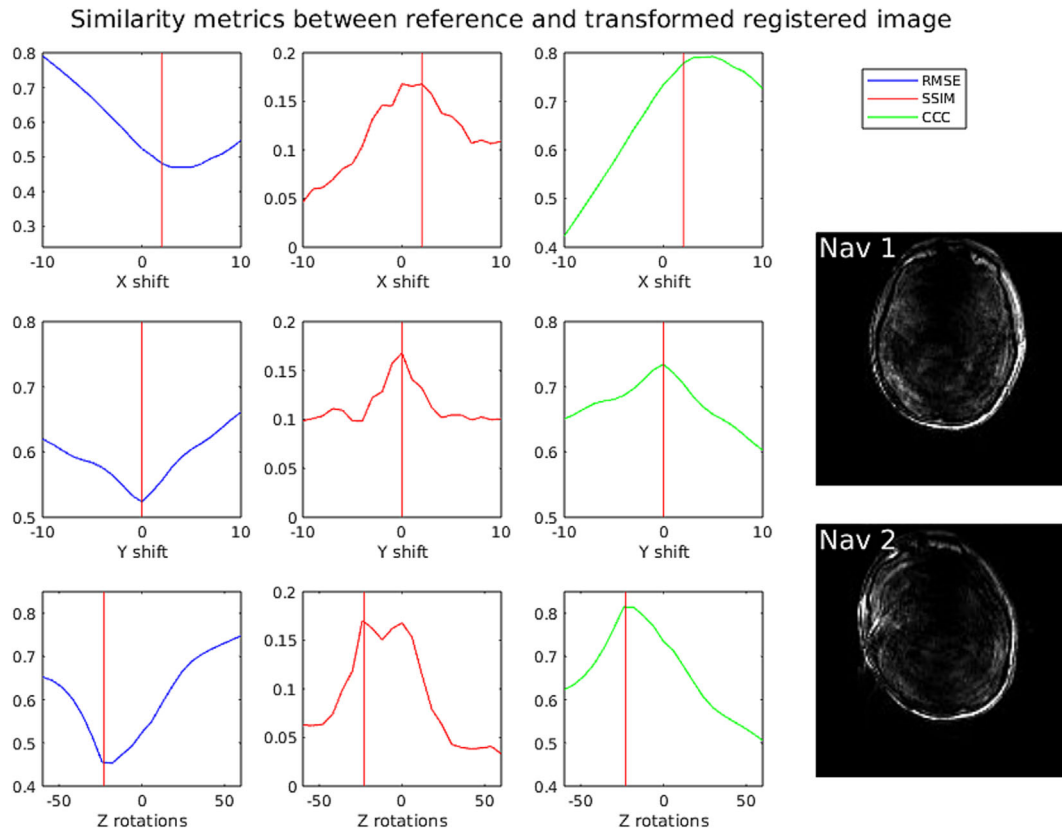 Similarity metrics between reference and transformed registered image
0.8
0.7
0.6
0.5
0.4
0.3
-10 0 10
X shift
0.2
0.15
0.1
0.05
0
-10 0 10
X shift
0.8
0.7
0.6
0.5
0.4
-10 0 10
X shift
RMSE
SSIM
CCC
0.8
0.7
0.6
0.5
-10 0 10
Y shift
0.2
0.15
0.1
0.05
0
-10 0 10
Y shift
0.8
0.7
0.6
0.5
-10 0 10
Y shift
Nav 1
0.8
0.7
0.6
0.5
0.4
-50 0 50
Z rotations
0.2
0.15
0.1
0.05
0
-50 0 50
Z rotations
0.8
0.7
0.6
0.5
0.4
-50 0 50
Z rotations
Nav 2